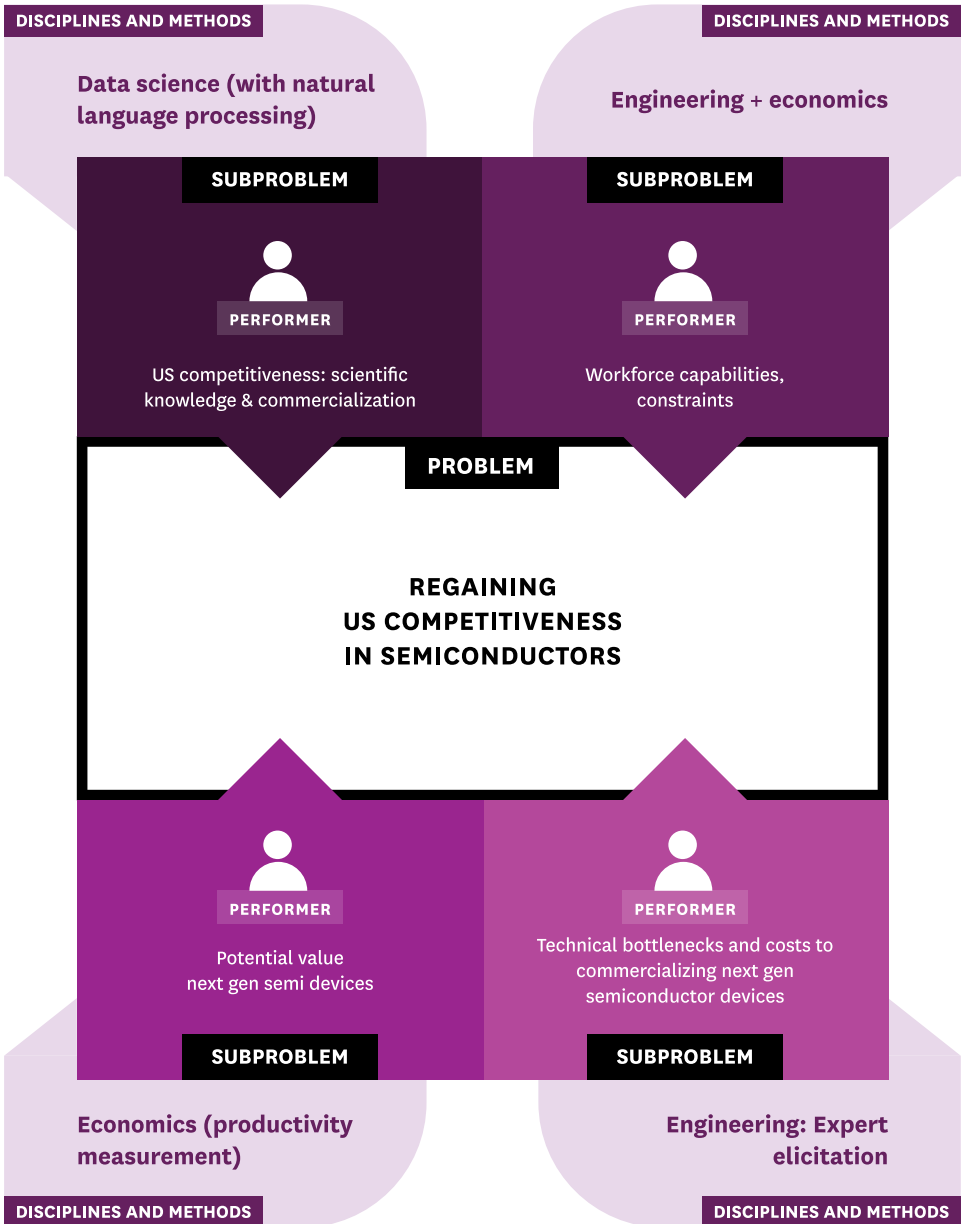 DISCIPLINES AND METHODS
DISCIPLINES AND METHODS
Data science (with natural
language processing)
Engineering + economics
SUBPROBLEM
SUBPROBLEM
PERFORMER
PERFORMER
US competitiveness: scientific
knowledge & commercialization
Workforce capabilities,
constraints
PROBLEM
REGAINING
US COMPETITIVENESS
IN SEMICONDUCTORS
PERFORMER
PERFORMER
Potential value
next gen semi devices
Technical bottlenecks and costs to
commercializing next gen
semiconductor devices
SUBPROBLEM
SUBPROBLEM
Economics (productivity
measurement)
Engineering: Expert
elicitation
DISCIPLINES AND METHODS
DISCIPLINES AND METHODS